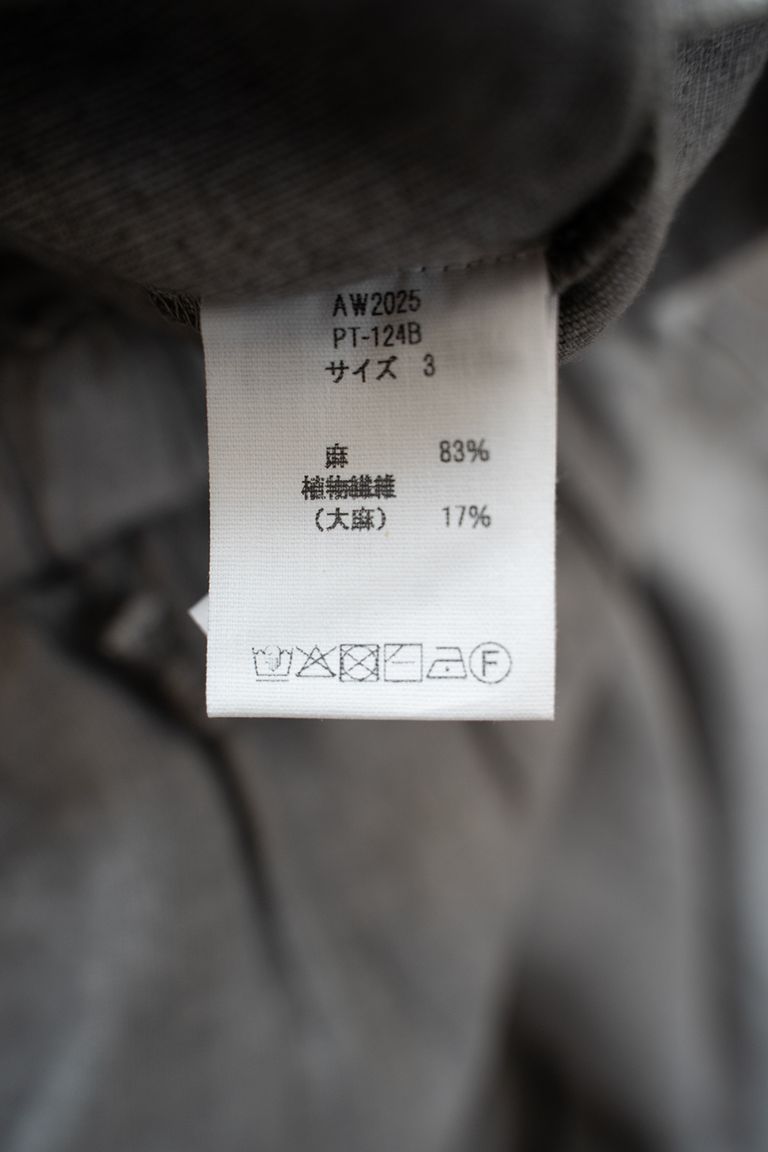 AW2025
PT-124B
サイズ 3
麻 83%
植物繊維
(大麻) 17%
F